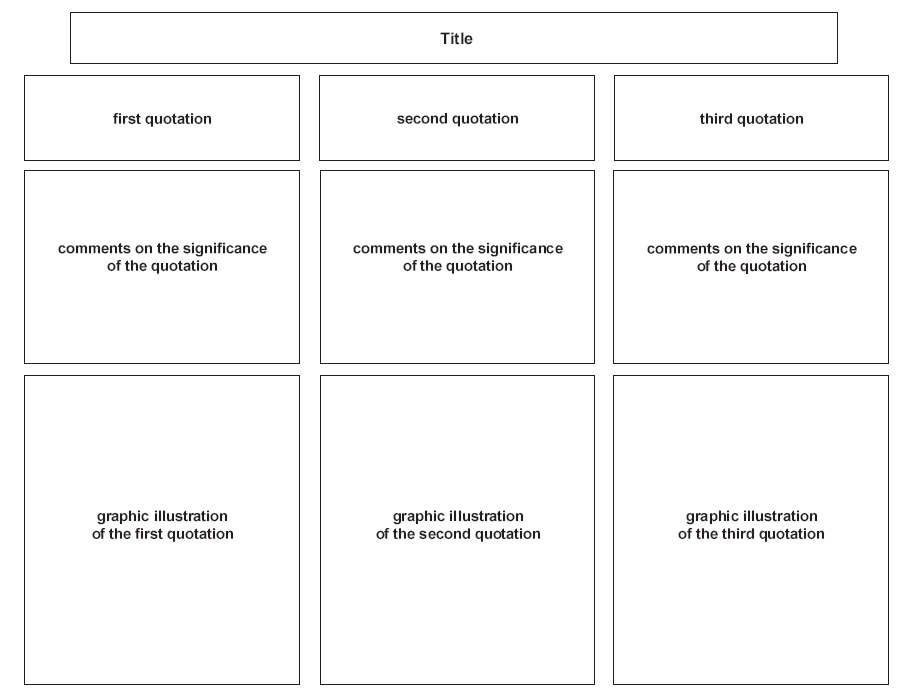 Title
first quotation
second quotation
third quotation
comments on the significance
of the quotation
comments on the significance
of the quotation
comments on the significance
of the quotation
graphic illustration
of the first quotation
graphic illustration
of the second quotation
graphic illustration
of the third quotation